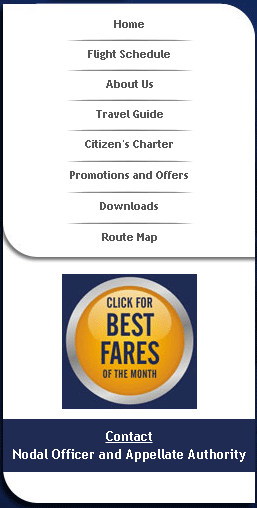 Home
Flight Schedule
About Us
Travel Guide
Citizen's Charter
Promotions and Offers
Downloads
Route Map
CLICK FOR
BEST
FARES
OF THE MONTH
Contact
Nodal Officer and Appellate Authority